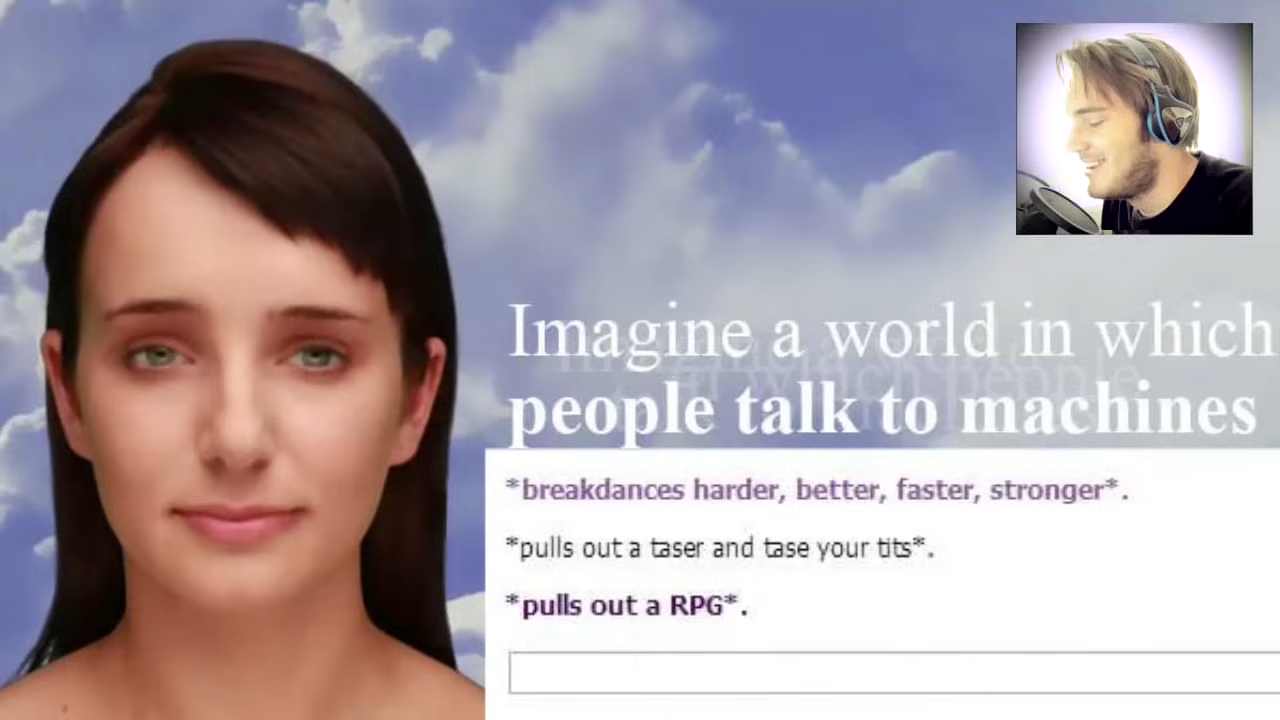 Imagine a world in which
people talk to machines
*breakdances harder, better, faster, stronger*.
*pulls out a taser and tase your tits*.
*pulls out a RPG*.